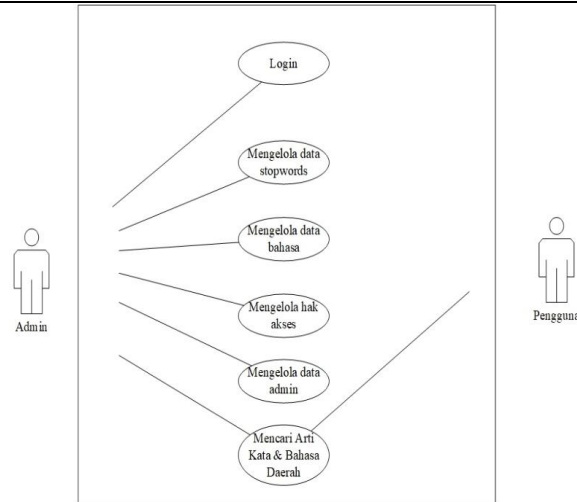 Login
Mengelola data
stopwords
Mengelola data
bahasa
Admin
Pengguna
Mengelola hak
akses
Mengelola data
admin
Mencari Arti
Kata & Bahasa
Daerah